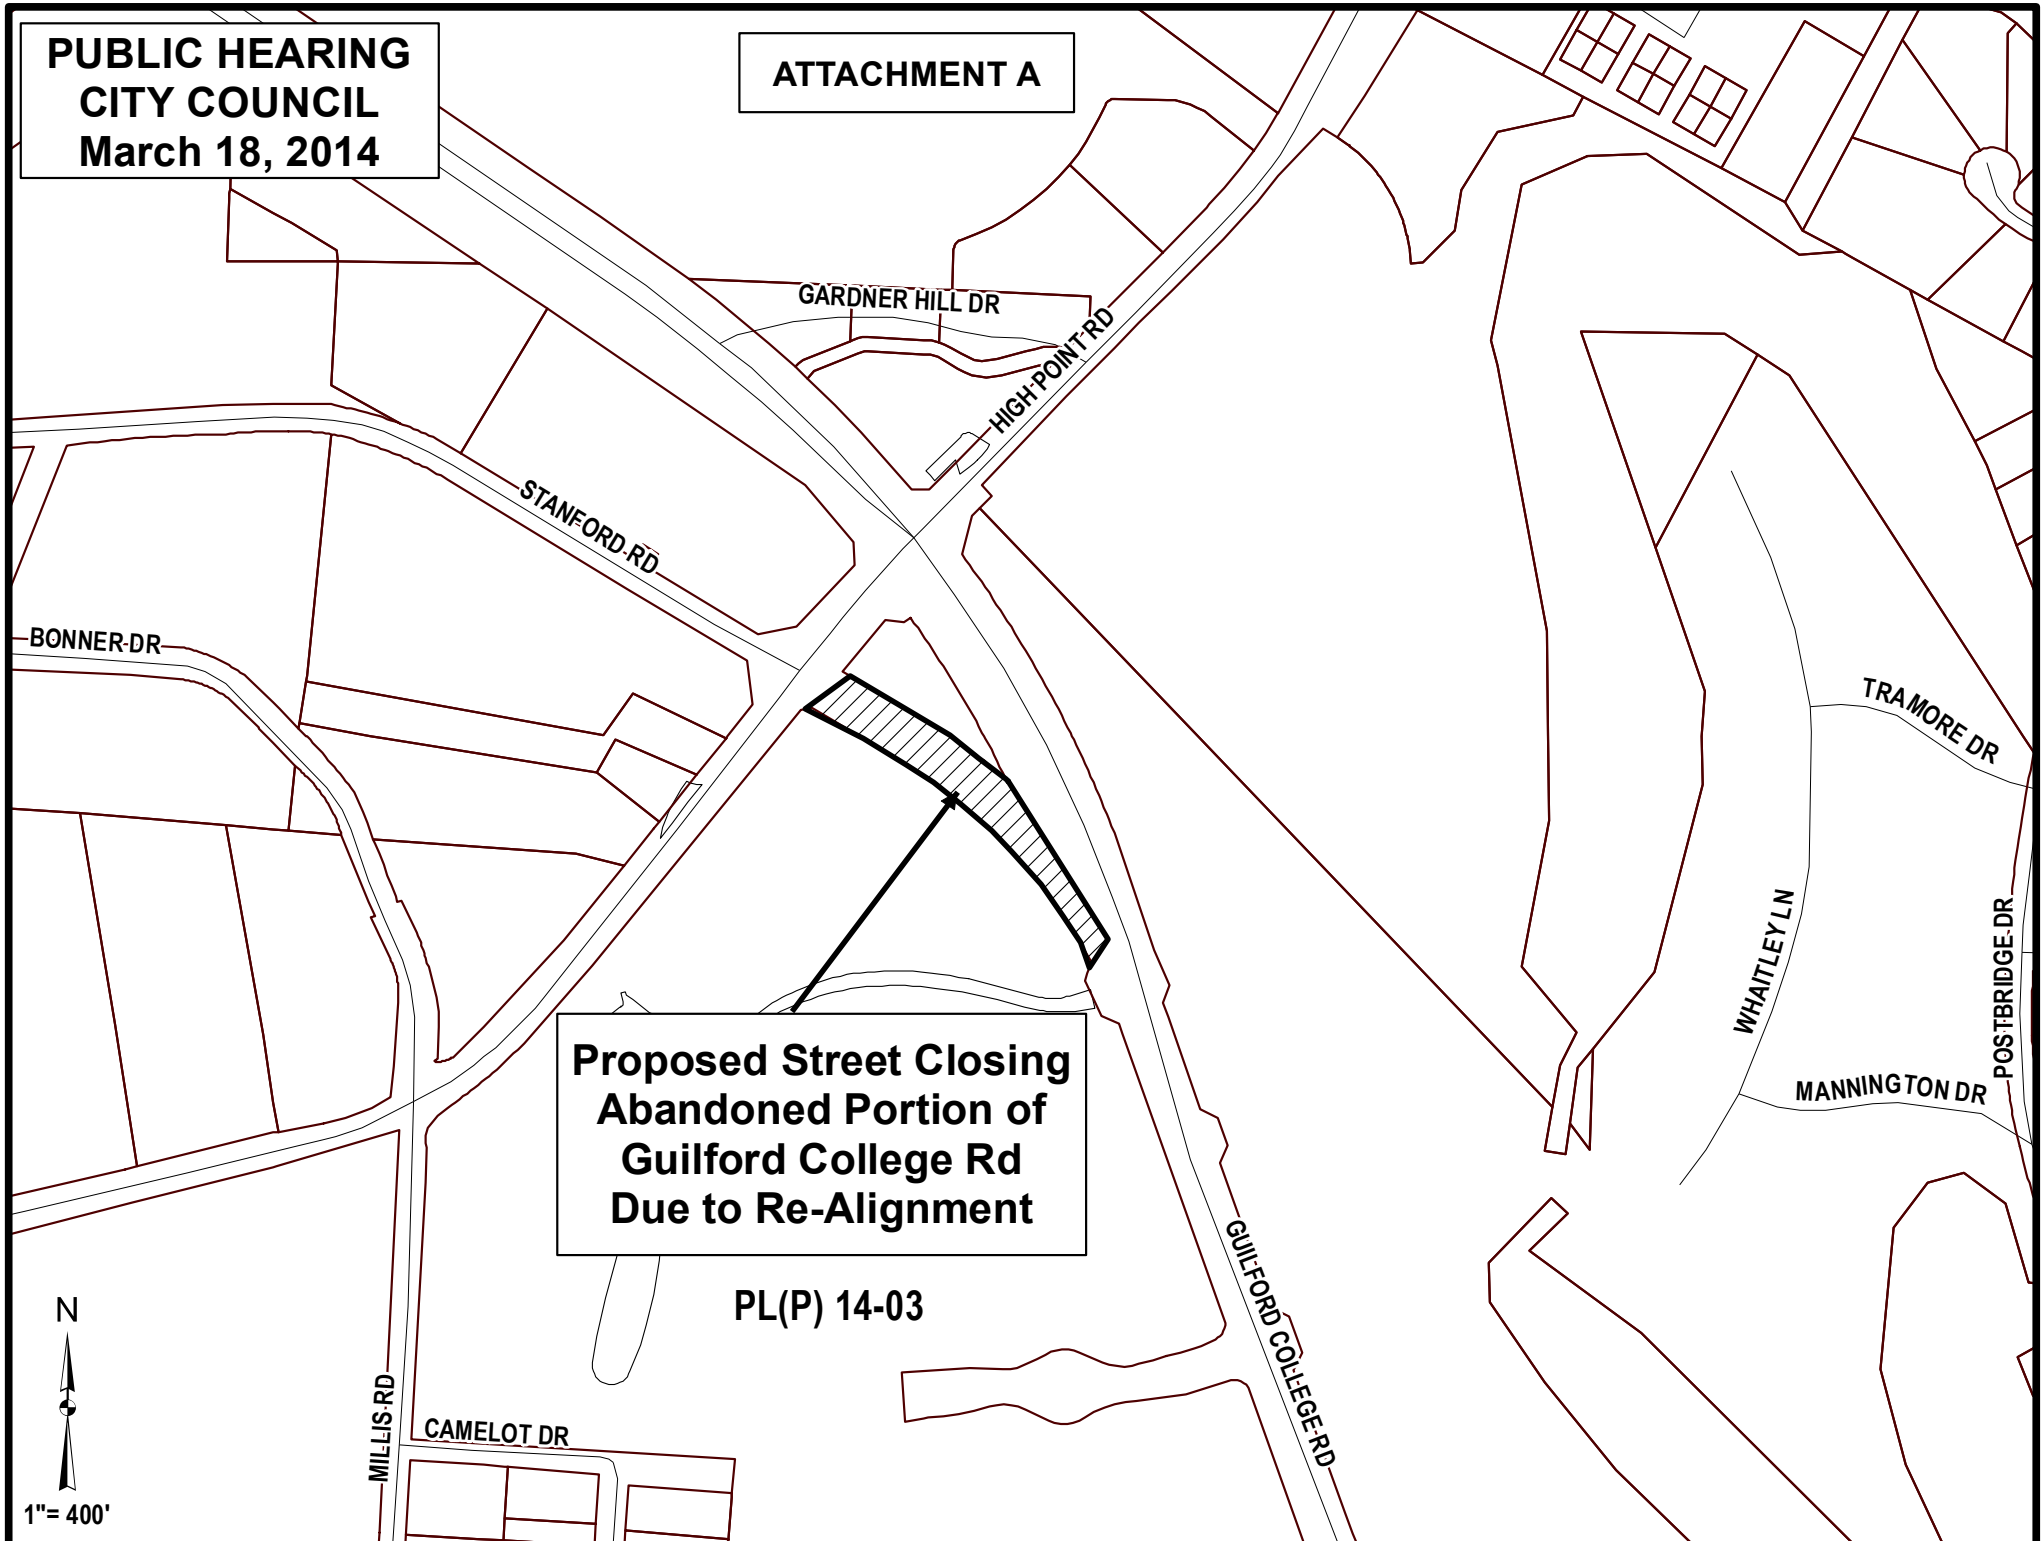 PUBLIC HEARING
CITY COUNCIL
March 18, 2014
ATTACHMENT A
GARDNER HILL DR
HIGH POINT RD
STANFORD RD
BONNER DR
TRAMORE DR
WHAITLEY LN
POSTBRIDGE DR
MANNINGTON DR
Proposed Street Closing
Abandoned Portion of
Guilford College Rd
Due to Re-Alignment
PL(P) 14-03
GUILFORD COLLEGE RD
MILLIS RD
CAMELOT DR
N
1"= 400'